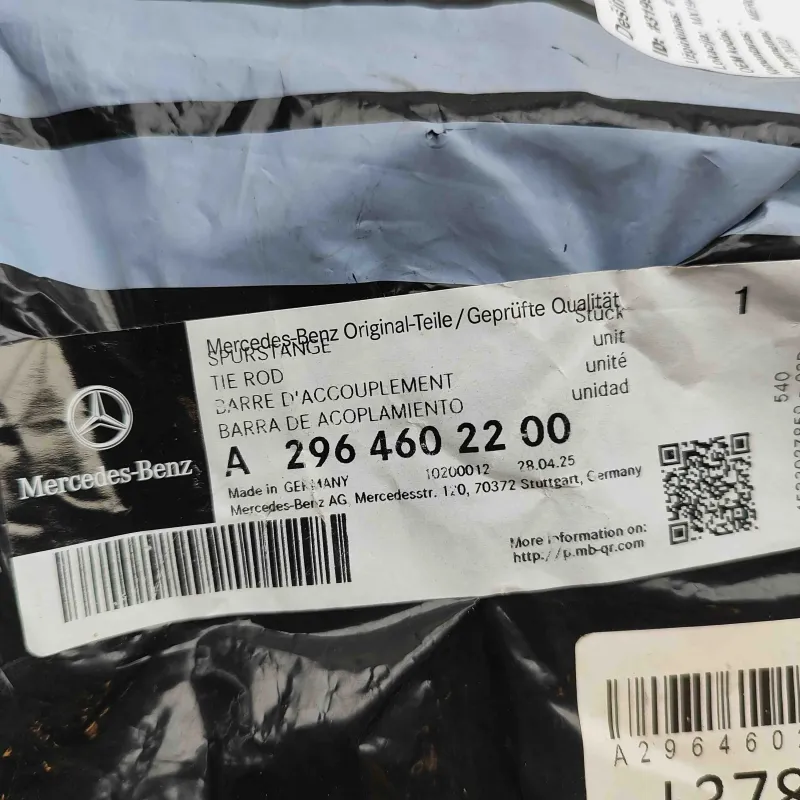 Mercedes-Benz Original-Teile/Geprüfte Qualität
1
SPURSTANGE
Stück
TIE ROD
unit
BARRE D'ACCOUPLEMENT
unité
BARRA DE ACOPLAMIENTO
unidad
A 296 460 22 00
Mercedes-Benz
10200012 28.04.25
Made in GERMANY
Mercedes-Benz AG, Mercedesstr. 120, 70372 Stuttgart, Germany
More information on:
http://p.mb-qr.com
540
A296460